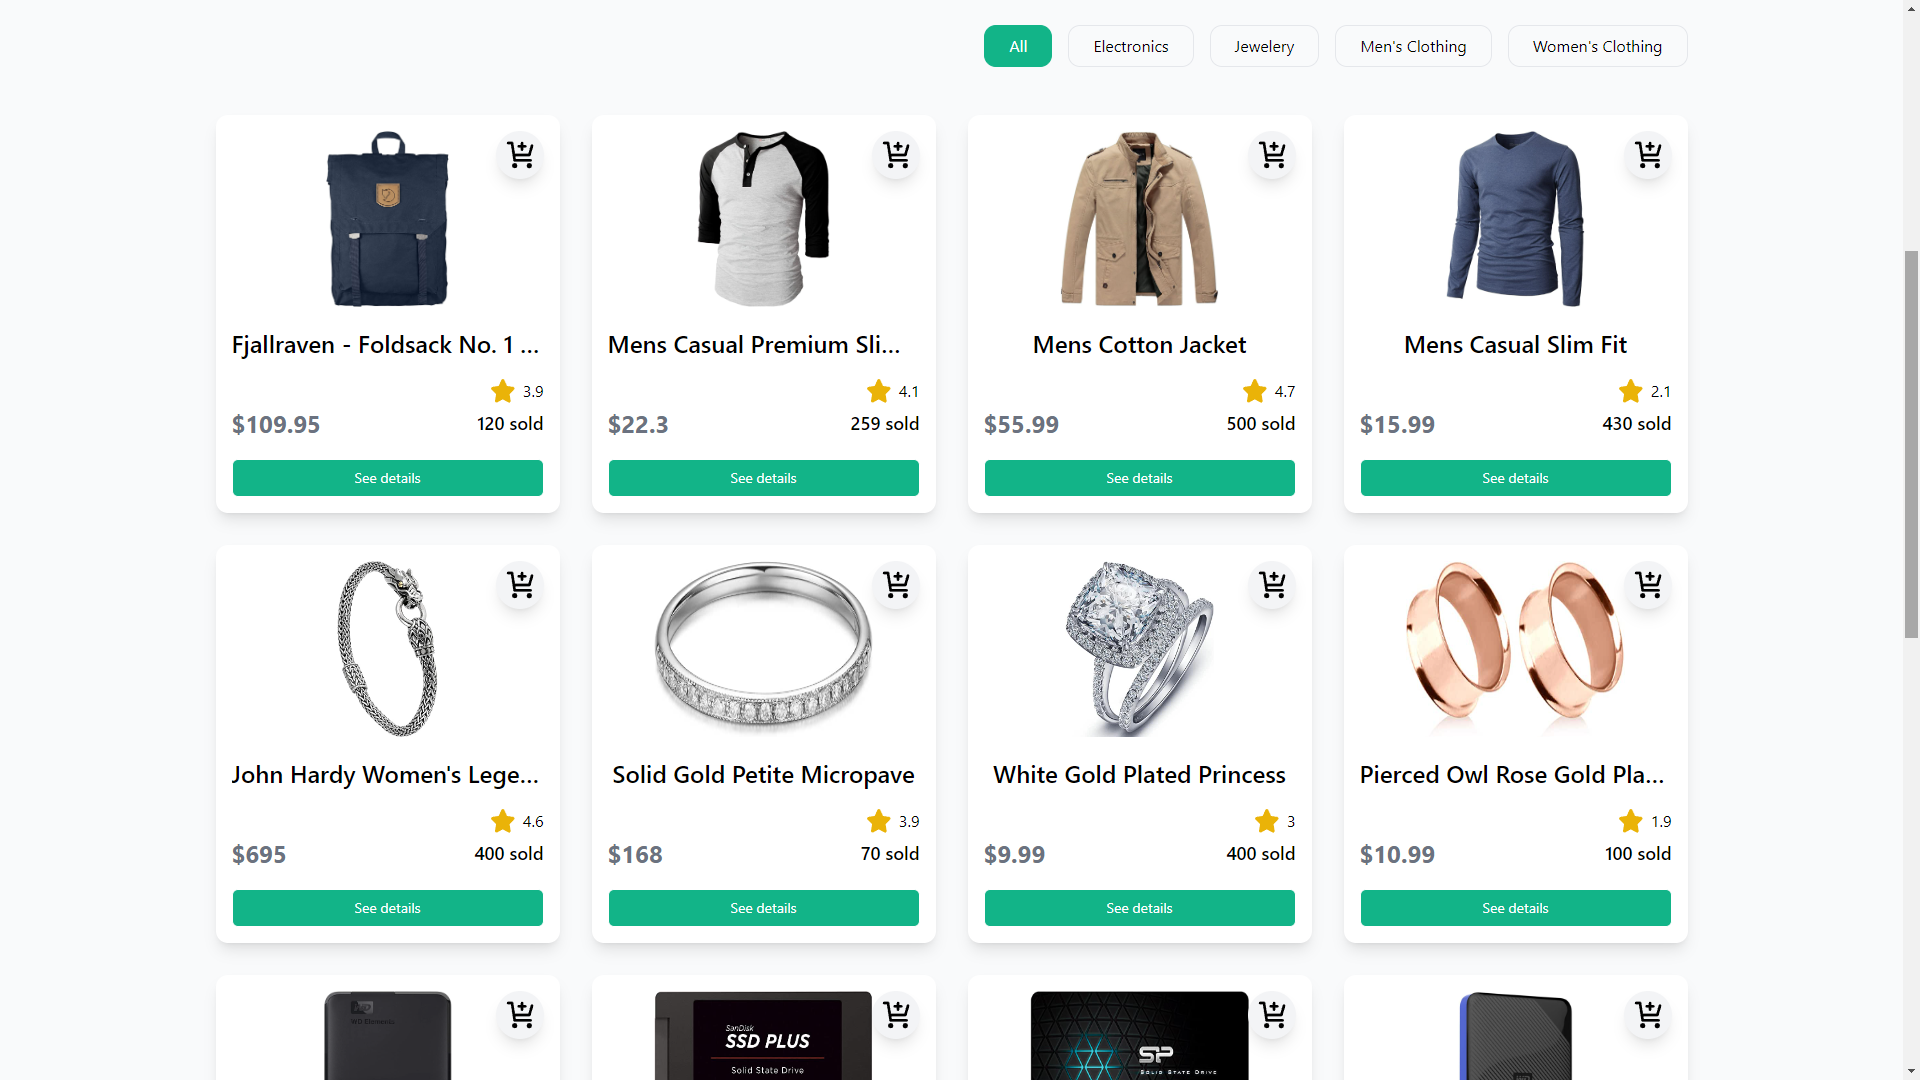 All
Electronics
Jewelery
Men's Clothing
Women's Clothing
Fjallraven - Foldsack No. 1 ...
3.9
$109.95
120 sold
See details
Mens Casual Premium Sli...
4.1
$22.3
259 sold
See details
Mens Cotton Jacket
4.7
$55.99
500 sold
See details
Mens Casual Slim Fit
2.1
$15.99
430 sold
See details
John Hardy Women's Lege...
4.6
$695
400 sold
See details
Solid Gold Petite Micropave
3.9
$168
70 sold
See details
White Gold Plated Princess
3
$9.99
400 sold
See details
Pierced Owl Rose Gold Pla...
1.9
$10.99
100 sold
See details
WD Elements
SanDisk
SSD PLUS
Solid State Drive
SP
SOLID STATE DRIVE